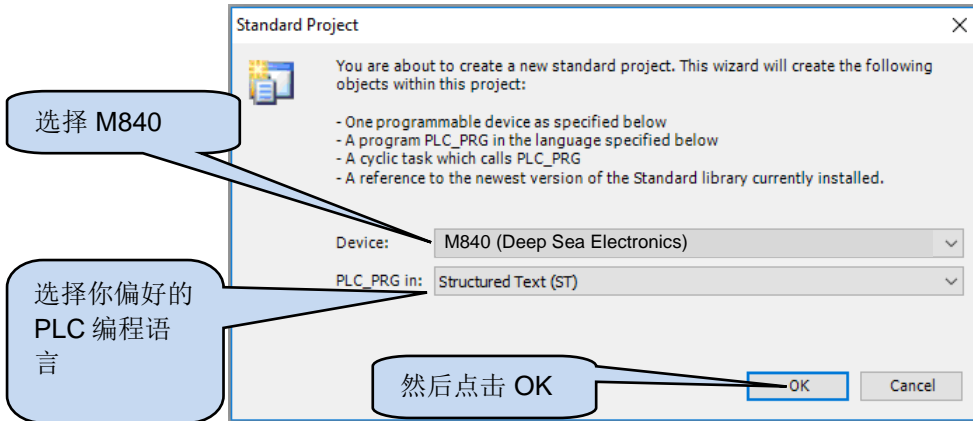 Standard Project
You are about to create a new standard project. This wizard will create the following
objects within this project:
- One programmable device as specified below
- A program PLC_PRG in the language specified below
- A cyclic task which calls PLC_PRG
- A reference to the newest version of the Standard library currently installed.
选择 M840
Device:
M840 (Deep Sea Electronics)
PLC_PRG in:
Structured Text (ST)
选择你偏好的
PLC 编程语
言
然后点击 OK
OK
Cancel